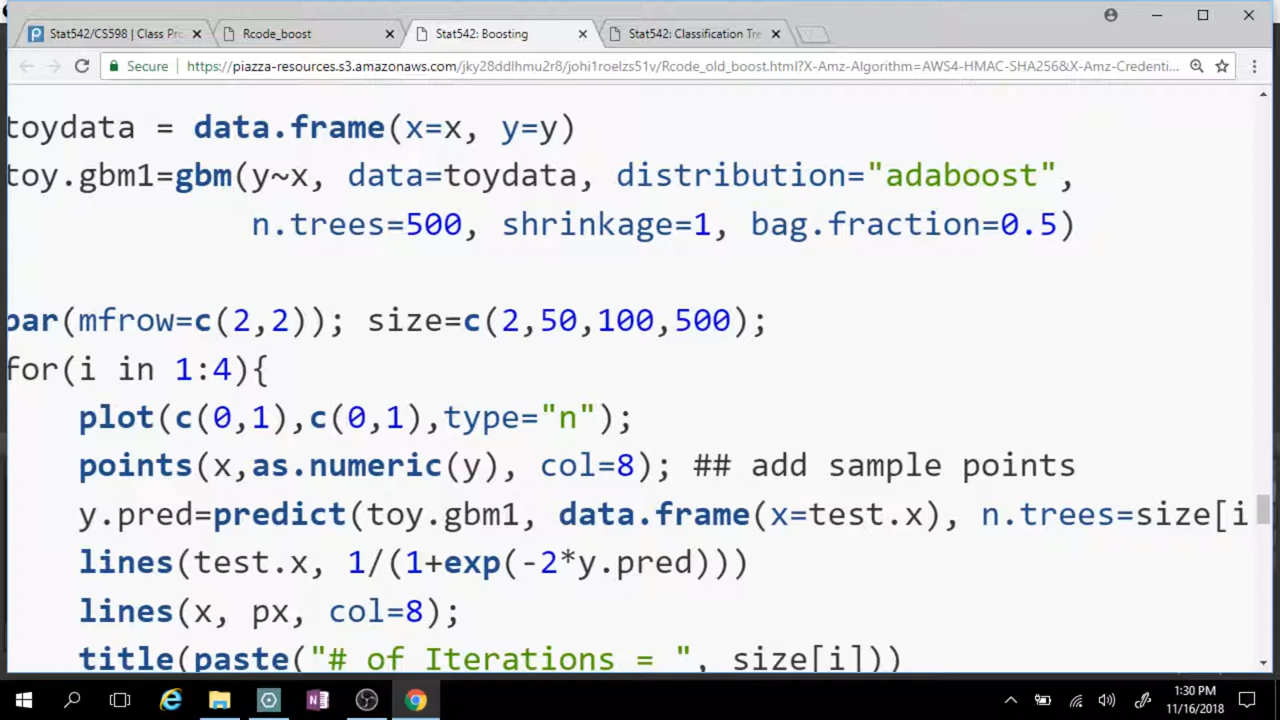 Stat542/CS598 | Class Pro
Rcode_boost
Stat542: Boosting
Stat542: Classification Tre
Secure
https://piazza-resources.s3.amazonaws.com/jky28ddlhmu2r8/johi1roelzs51v/Rcode_old_boost.html?X-Amz-Algorithm=AWS4-HMAC-SHA256&X-Amz-Credenti...
toydata = data.frame(x=x, y=y)
toy.gbm1=gbm(y~x, data=toydata, distribution="adaboost",
n.trees=500, shrinkage=1, bag.fraction=0.5)
par(mfrow=c(2,2)); size=c(2,50,100,500);
for(i in 1:4){
plot(c(0,1),c(0,1),type="n");
points(x,as.numeric(y), col=8); ## add sample points
y.pred=predict(toy.gbm1, data.frame(x=test.x), n.trees=size[i
lines(test.x, 1/(1+exp(-2*y.pred)))
lines(x, px, col=8);
title(paste("# of Iterations = ", size[i]))
1:30 PM
11/16/2018